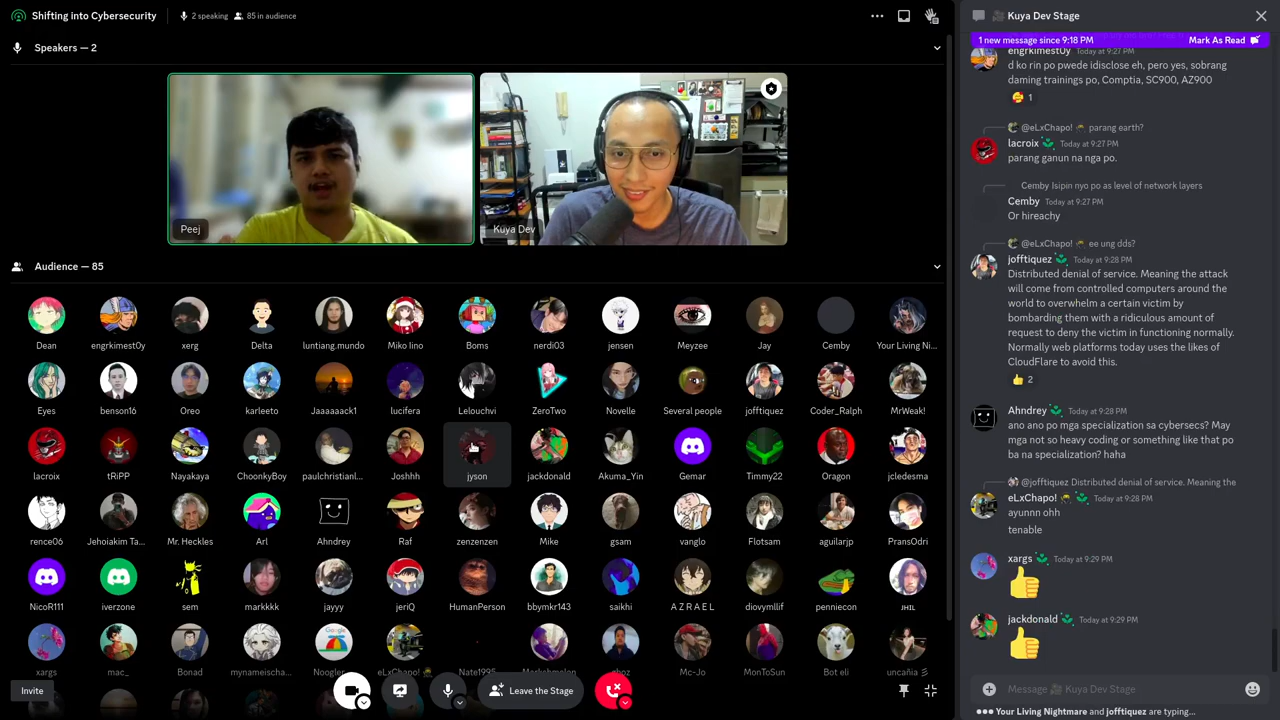 Shifting into Cybersecurity
2 speaking
85 in audience
Speakers — 2
Peej
Kuya Dev
Audience — 85
Dean
engrkimest0y
xerg
Delta
luntiang.mundo
Miko Iino
Boms
nerdi03
jensen
Meyzee
Jay
Cemby
Your Living Ni...
Eyes
benson16
Oreo
karleeto
Jaaaaaack1
lucifera
Lelouchvi
ZeroTwo
Novelle
Several people
jofftiquez
Coder_Ralph
MrWeak!
lacroix
tRiPP
Nayakaya
ChoonkyBoy
paulchristianl...
Joshhh
jyson
jackdonald
Akuma_Yin
Gemar
Timmy22
Oragon
jcledesma
rence06
Jehoiakim Ta...
Mr. Heckles
Arl
Ahndrey
Raf
zenzenzen
Mike
gsam
vanglo
Flotsam
aguilarjp
PransOdri
NicoR111
iverzone
sem
markkkk
jayyy
jeriQ
HumanPerson
bbymkr143
saikhi
A Z R A E L
diovymllif
penniecon
JHIL
xargs
mac_
Bonad
mynameischa...
Google
Noogler
eLxChapo!
Nate1995
Mc-Jo
MonToSun
Bot eli
uncañia
Invite
Leave the Stage
Kuya Dev Stage
1 new message since 9:18 PM
Mark As Read
engrkimest0y Today at 9:27 PM
d ko rin po pwede idisclose eh, pero yes, sobrang
daming trainings po, Comptia, SC900, AZ900
1
@eLxChapo! parang earth?
lacroix Today at 9:27 PM
parang ganun na nga po.
Cemby Isipin nyo po as level of network layers
Cemby Today at 9:27 PM
Or hireachy
@eLxChapo! ee ung dds?
jofftiquez Today at 9:28 PM
Distributed denial of service. Meaning the attack
will come from controlled computers around the
world to overwhelm a certain victim by
bombarding them with a ridiculous amount of
request to deny the victim in functioning normally.
Normally web platforms today uses the likes of
CloudFlare to avoid this.
2
Ahndrey Today at 9:28 PM
ano ano po mga specialization sa cybersecs? May
mga not so heavy coding or something like that po
ba na specialization? haha
@jofftiquez Distributed denial of service. Meaning the
eLxChapo! Today at 9:28 PM
ayunnn ohh
tenable
xargs Today at 9:29 PM
jackdonald Today at 9:29 PM
Message Kuya Dev Stage
Your Living Nightmare and jofftiquez are typing...